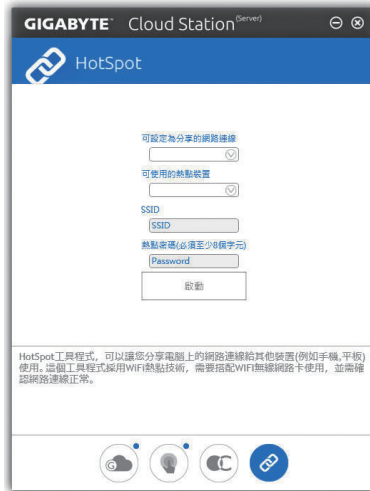 GIGABYTE™ Cloud Station(Server)
HotSpot
可設定為分享的網路連線
可使用的熱點裝置
SSID
SSID
熱點密碼(必須至少8個字元)
Password
啟動
HotSpot工具程式，可以讓您分享電腦上的網路連線給其他裝置(例如手機,平板)
使用。這個工具程式採用WiFi熱點技術，需要搭配WIFI無線網路卡使用，並需確
認網路連線正常。
G